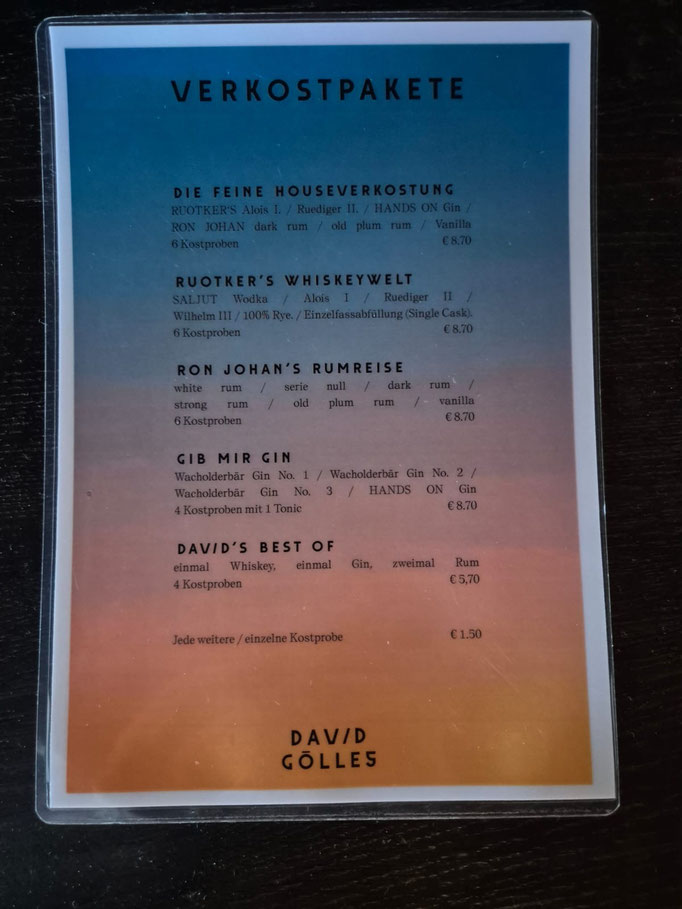 VERKOSTPAKETE
DIE FEINE HOUSEVERKOSTUNG
RUOTKER'S Alois I. / Ruediger II. / HANDS ON Gin /
RON JOHAN dark rum / old plum rum / Vanilla
6 Kostproben € 8.70
RUOTKER'S WHISKEYWELT
SALJUT Wodka / Alois I / Ruediger II /
Wilhelm III / 100% Rye. / Einzelfassabfüllung (Single Cask).
6 Kostproben € 8.70
RON JOHAN'S RUMREISE
white rum / serie null / dark rum /
strong rum / old plum rum / vanilla
6 Kostproben € 8.70
GIB MIR GIN
Wacholderbär Gin No. 1 / Wacholderbär Gin No. 2 /
Wacholderbär Gin No. 3 / HANDS ON Gin
4 Kostproben mit 1 Tonic € 8.70
DAVID'S BEST OF
einmal Whiskey, einmal Gin, zweimal Rum
4 Kostproben € 5,70
Jede weitere / einzelne Kostprobe € 1.50
DAVID
GÖLLES